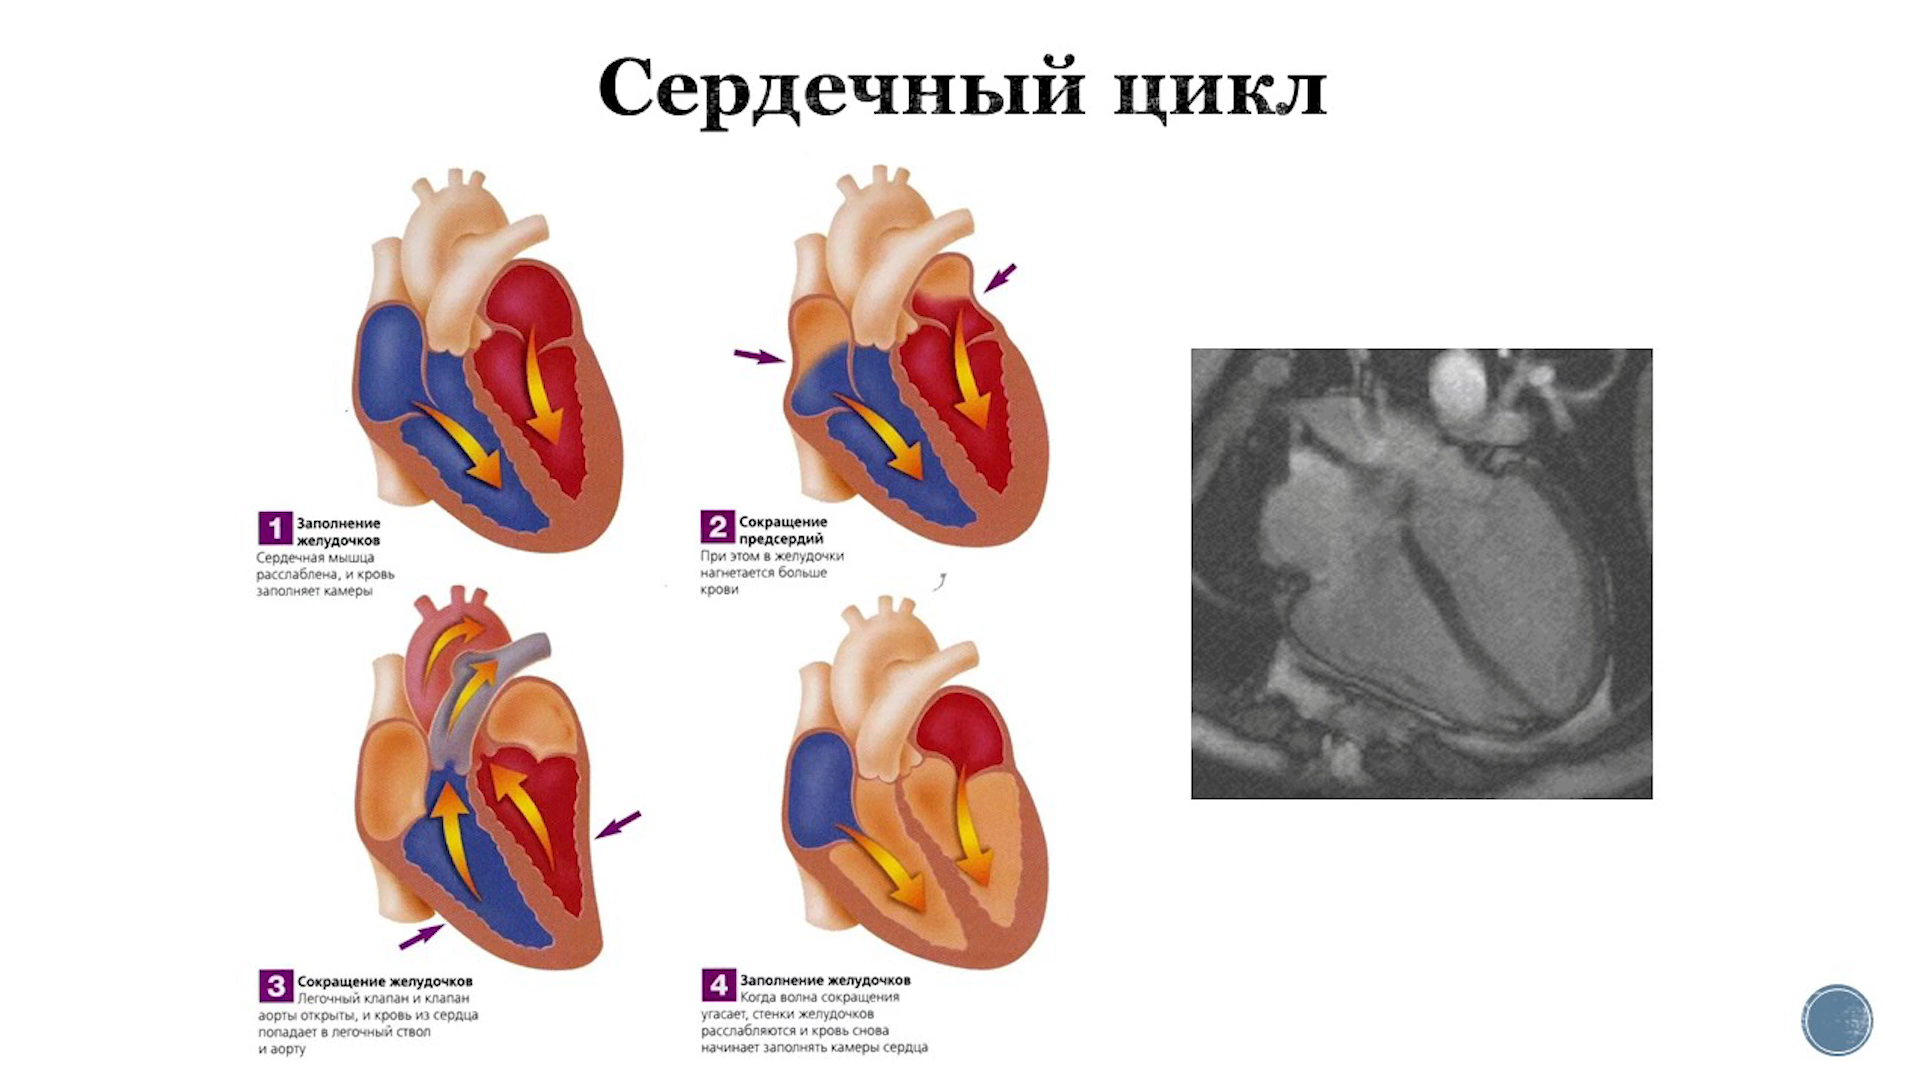 Сердечный цикл
1 Заполнение
желудочков
Сердечная мышца
расслаблена, и кровь
заполняет камеры
2 Сокращение
предсердий
При этом в желудочки
нагнетается больше
крови
3 Сокращение желудочков
Легочный клапан и клапан
аорты открыты, и кровь из сердца
попадает в легочный ствол
и аорту
4 Заполнение желудочков
Когда волна сокращения
угасает, стенки желудочков
расслабляются и кровь снова
начинает заполнять камеры сердца